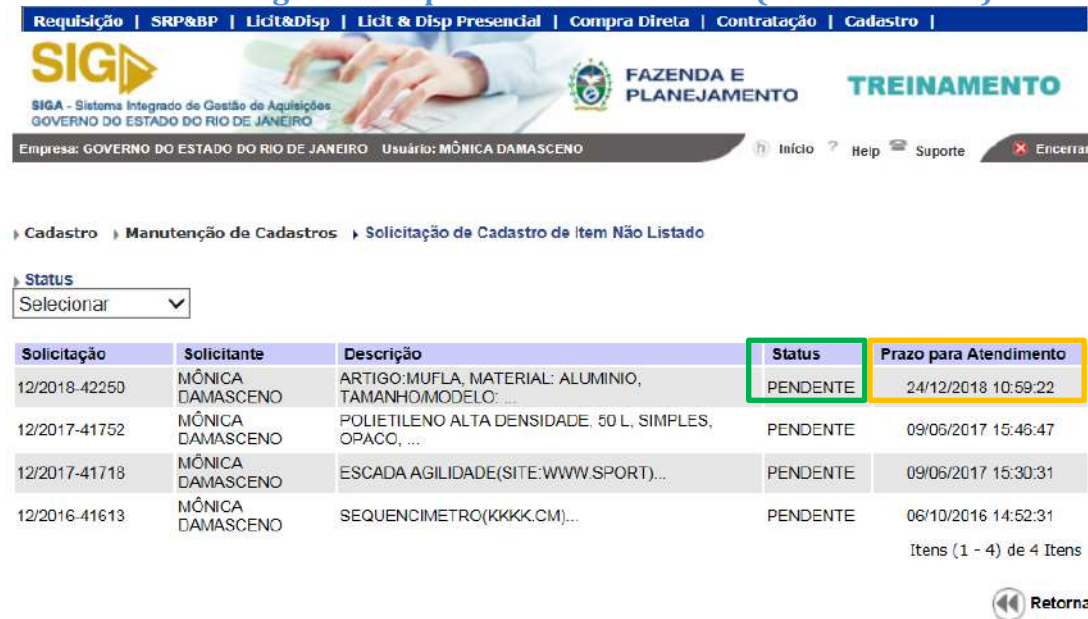 Requisição | SRP&BP | Licit&Disp | Licit & Disp Presencial | Compra Direta | Contratação | Cadastro |
SIGA
SIGA - Sistema Integrado de Gestão de Aquisições
GOVERNO DO ESTADO DO RIO DE JANEIRO
FAZENDA E
PLANEJAMENTO
TREINAMENTO
Empresa: GOVERNO DO ESTADO DO RIO DE JANEIRO Usuário: MÔNICA DAMASCENO
Início ? Help Suporte Encerrar
Cadastro Manutenção de Cadastros Solicitação de Cadastro de Item Não Listado
Status
Selecionar
Solicitação Solicitante Descrição Status Prazo para Atendimento
12/2018-42250 MÔNICA DAMASCENO ARTIGO:MUFLA, MATERIAL: ALUMINIO, TAMANHO/MODELO: ... PENDENTE 24/12/2018 10:59:22
12/2017-41752 MÔNICA DAMASCENO POLIETILENO ALTA DENSIDADE, 50 L, SIMPLES, OPACO, ... PENDENTE 09/06/2017 15:46:47
12/2017-41718 MÔNICA DAMASCENO ESCADA AGILIDADE(SITE:WWW.SPORT)... PENDENTE 09/06/2017 15:30:31
12/2016-41613 MÔNICA DAMASCENO SEQUENCIMETRO(KKKK.CM)... PENDENTE 06/10/2016 14:52:31
Itens (1 - 4) de 4 Itens
Retorna